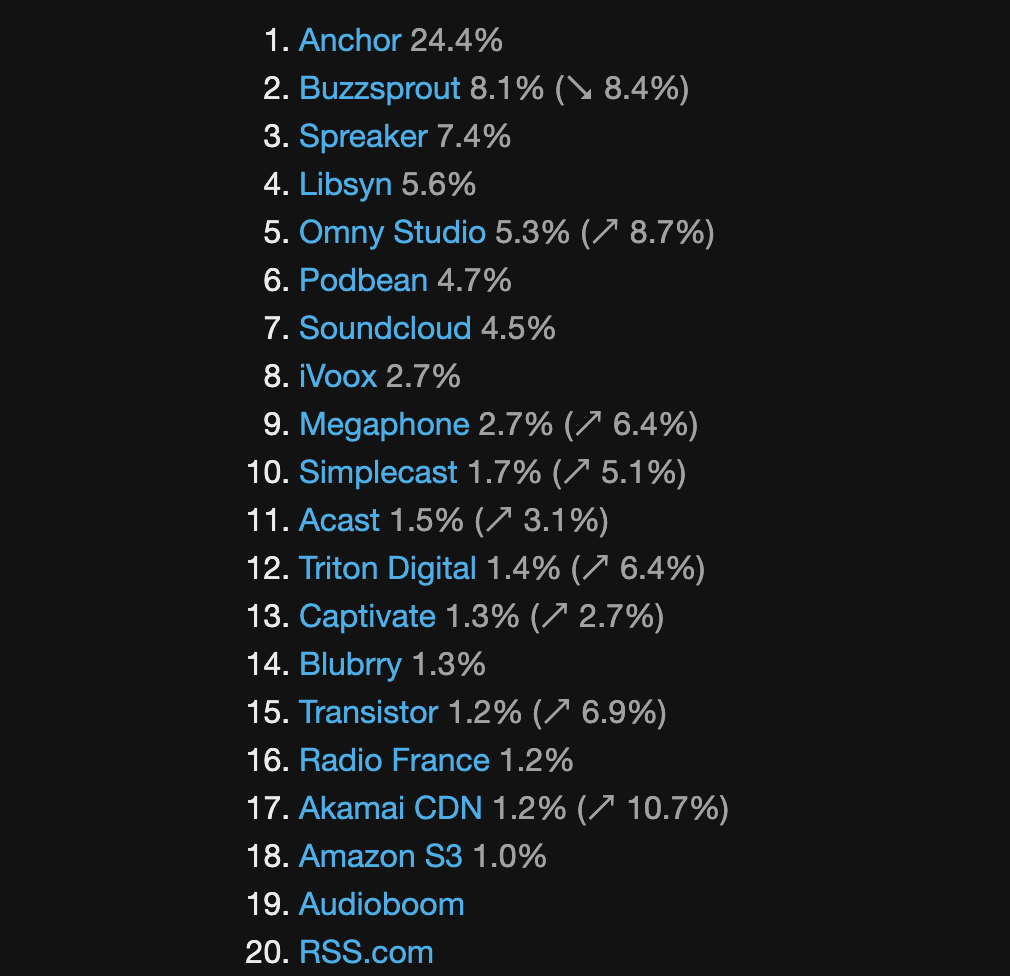 1. Anchor 24.4%
2. Buzzsprout 8.1% (↘ 8.4%)
3. Spreaker 7.4%
4. Libsyn 5.6%
5. Omny Studio 5.3% (↗ 8.7%)
6. Podbean 4.7%
7. Soundcloud 4.5%
8. iVoox 2.7%
9. Megaphone 2.7% (↗ 6.4%)
10. Simplecast 1.7% (↗ 5.1%)
11. Acast 1.5% (↗ 3.1%)
12. Triton Digital 1.4% (↗ 6.4%)
13. Captivate 1.3% (↗ 2.7%)
14. Blubrry 1.3%
15. Transistor 1.2% (↗ 6.9%)
16. Radio France 1.2%
17. Akamai CDN 1.2% (↗ 10.7%)
18. Amazon S3 1.0%
19. Audioboom
20. RSS.com